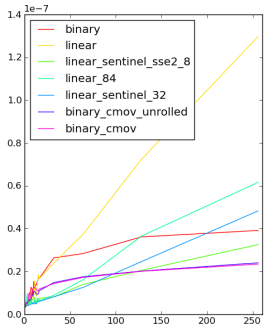 1.4 1e−7
binary
linear
linear_sentinel_sse2_8
linear_84
linear_sentinel_32
binary_cmov_unrolled
binary_cmov
1.2
1.0
0.8
0.6
0.4
0.2
0.0
0 50 100 150 200 250